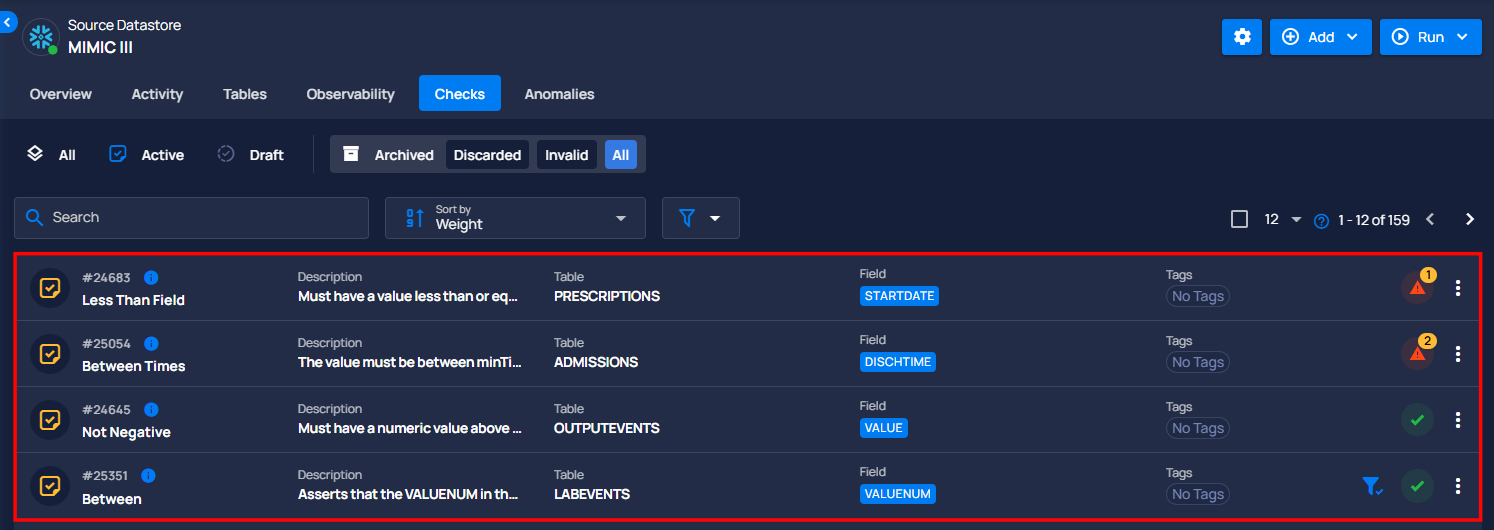 Source Datastore
MIMIC III
Add
Run
Overview Activity Tables Observability Checks Anomalies
All Active Draft Archived Discarded Invalid All
Search
Sort by
Weight
12 1 - 12 of 159
#24683 Description Table Field Tags 1
Less Than Field Must have a value less than or eq... PRESCRIPTIONS STARTDATE No Tags
#25054 Description Table Field Tags 2
Between Times The value must be between minTi... ADMISSIONS DISCHTIME No Tags
#24645 Description Table Field Tags
Not Negative Must have a numeric value above ... OUTPUTEVENTS VALUE No Tags
#25351 Description Table Field Tags
Between Asserts that the VALUENUM in th... LABEVENTS VALUENUM No Tags